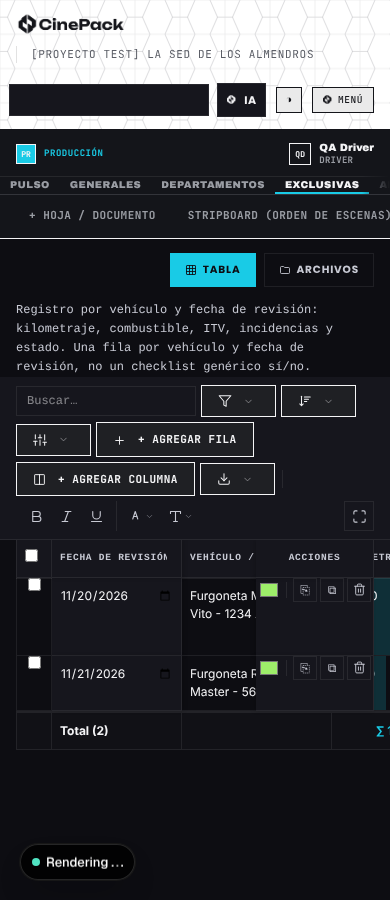 CinePack
[PROYECTO TEST] LA SED DE LOS ALMENDROS
IA
MENÚ
PR PRODUCCIÓN
QD QA Driver
DRIVER
PULSO GENERALES DEPARTAMENTOS EXCLUSIVAS A
+ HOJA / DOCUMENTO STRIPBOARD (ORDEN DE ESCENAS)
TABLA ARCHIVOS
Registro por vehículo y fecha de revisión:
kilometraje, combustible, ITV, incidencias y
estado. Una fila por vehículo y fecha de
revisión, no un checklist genérico sí/no.
Buscar…
+ AGREGAR FILA
+ AGREGAR COLUMNA
B I U A T
FECHA DE REVISIÓN VEHÍCULO / ACCIONES ETR
11/20/2026 Furgoneta M 0
Vito - 1234
11/21/2026 Furgoneta R
Master - 56
Total (2) Σ 1
Rendering ...